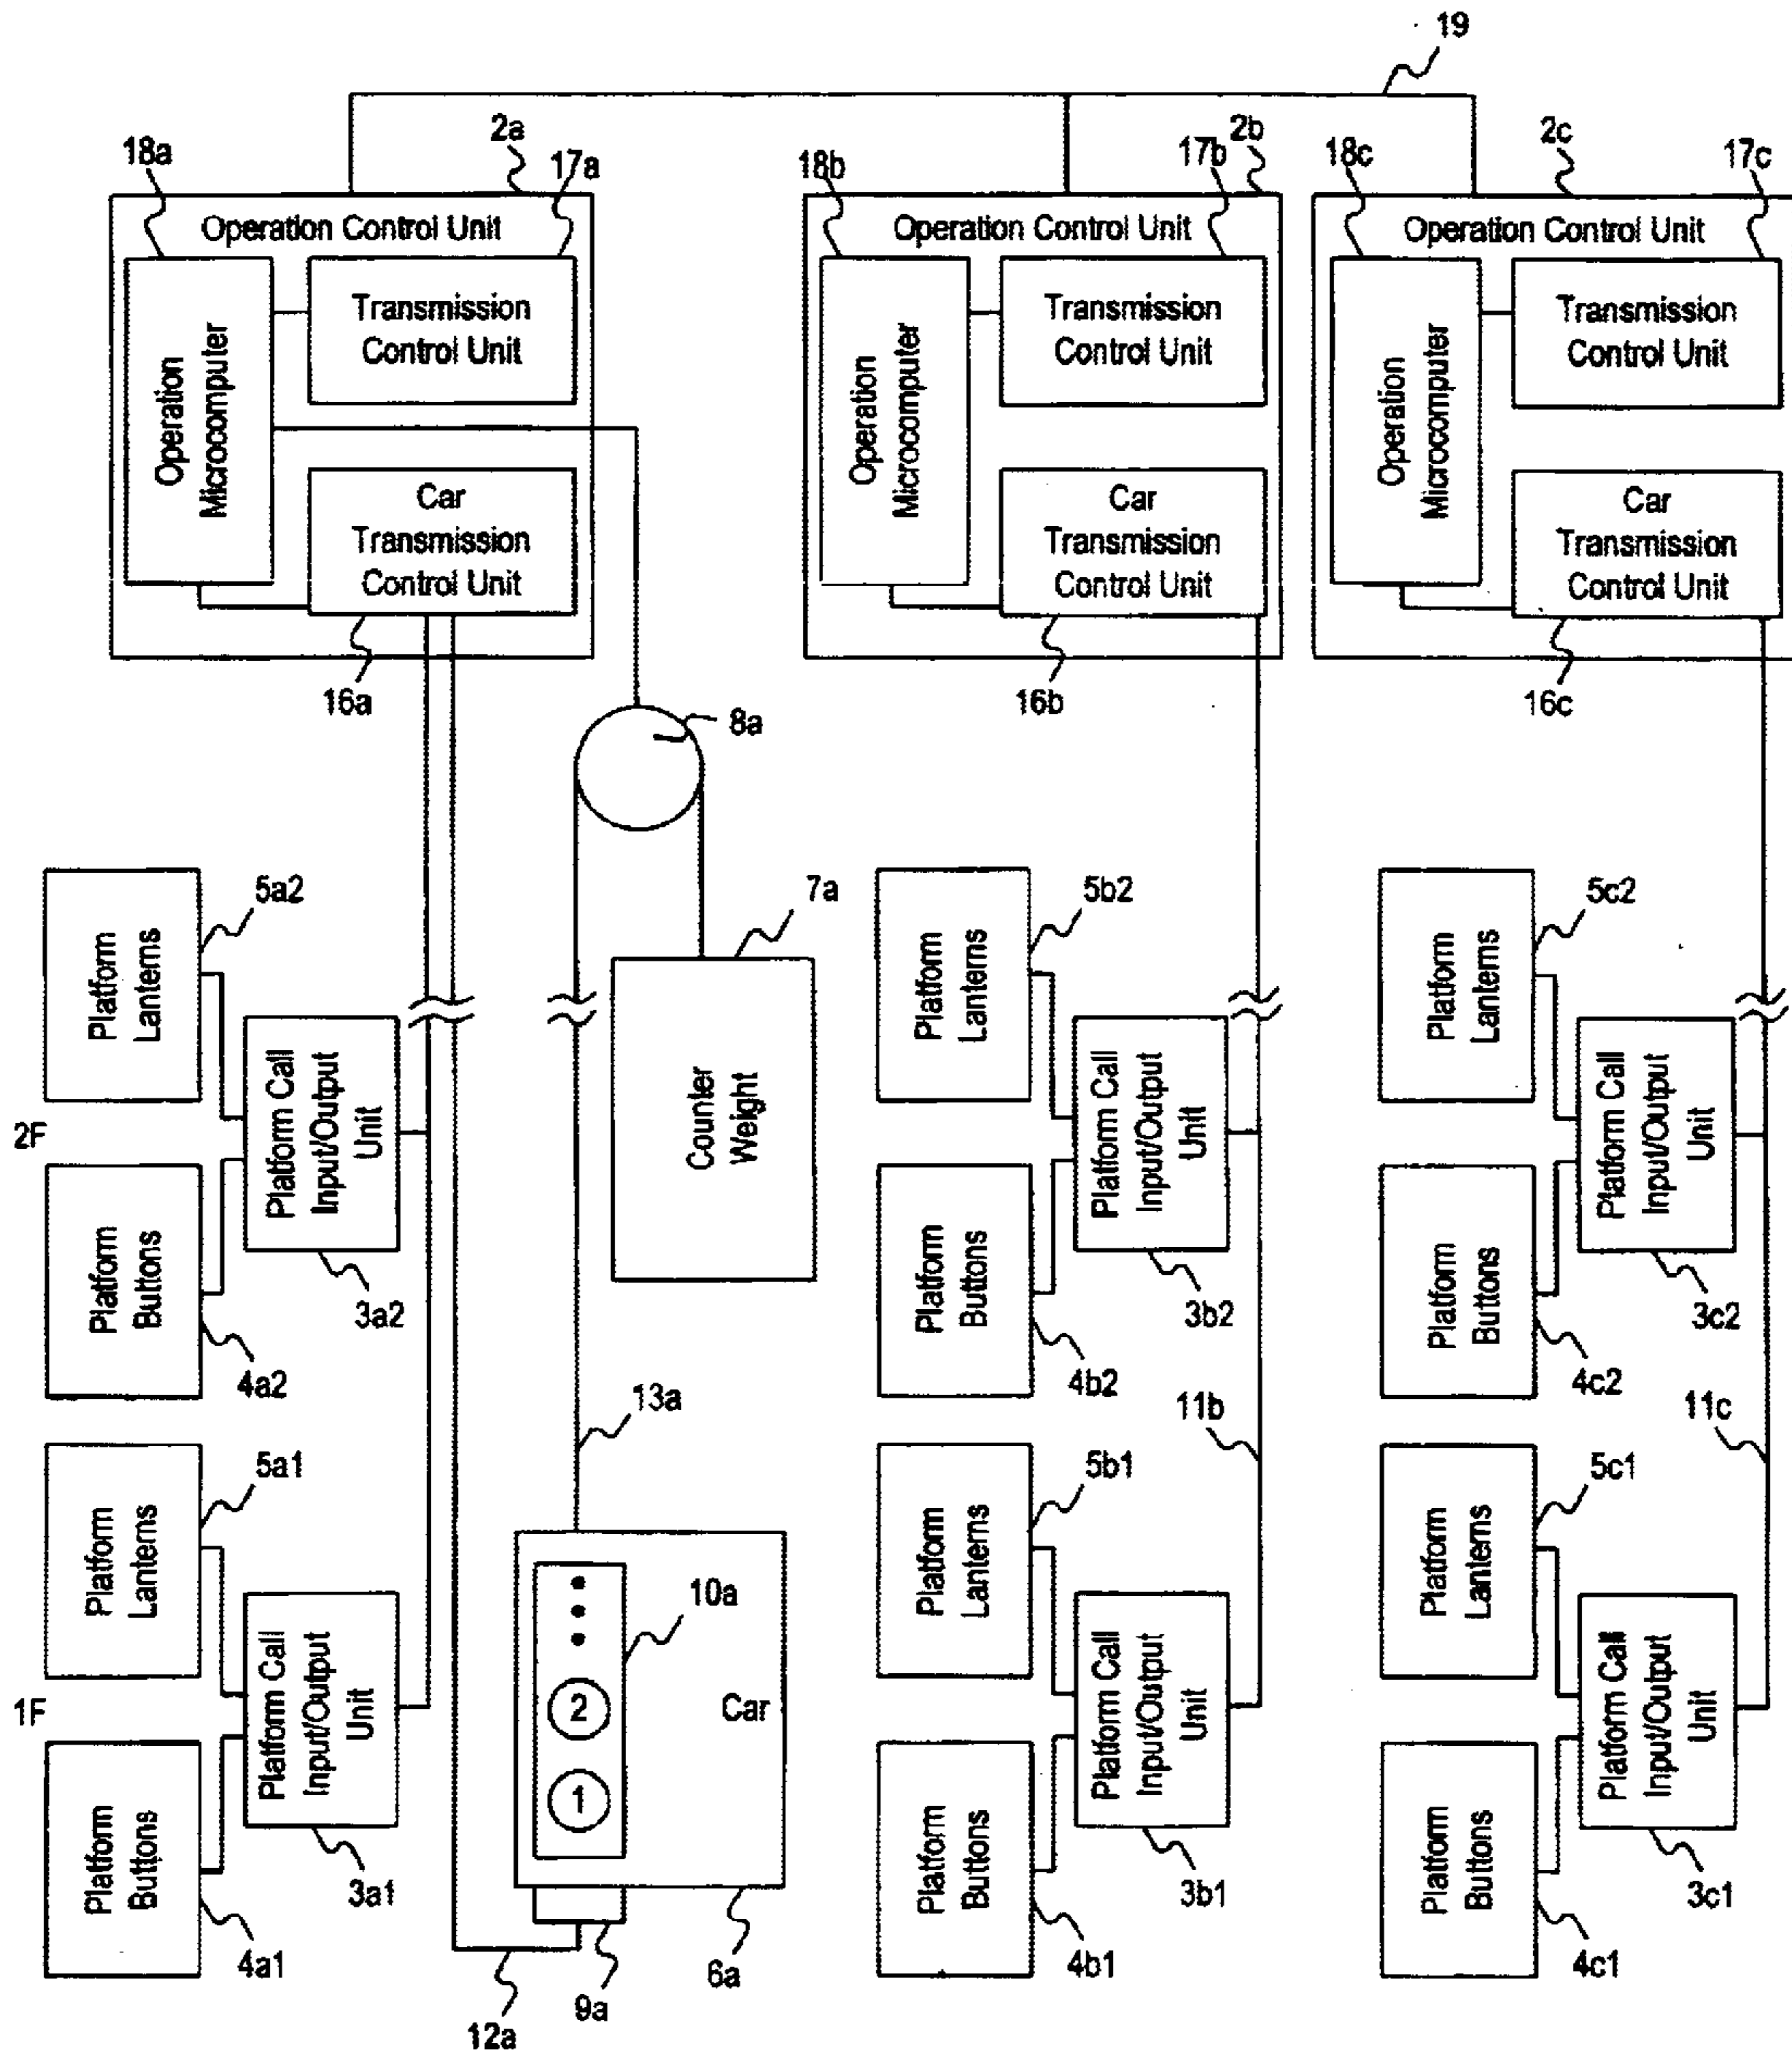 19
2a
2b
2c
18a
17a
18b
17b
18c
17c
Operation Control Unit
Operation Control Unit
Operation Control Unit
Operation
Microcomputer
Transmission
Control Unit
Operation
Microcomputer
Transmission
Control Unit
Operation
Microcomputer
Transmission
Control Unit
Car
Transmission
Control Unit
Car
Transmission
Control Unit
Car
Transmission
Control Unit
16a
16b
16c
8a
7a
5a2
5b2
5c2
Platform
Lanterns
Platform
Lanterns
Platform
Lanterns
Platform Call
Input/Output
Unit
Counter
Weight
Platform Call
Input/Output
Unit
Platform Call
Input/Output
Unit
2F
Platform
Buttons
Platform
Buttons
Platform
Buttons
3a2
3b2
3c2
4a2
4b2
4c2
13a
11b
11c
5a1
5b1
5c1
Platform
Lanterns
Platform
Lanterns
Platform
Lanterns
10a
Platform Call
Input/Output
Unit
2
Car
Platform Call
Input/Output
Unit
Platform Call
Input/Output
Unit
1F
1
Platform
Buttons
Platform
Buttons
Platform
Buttons
3a1
3b1
3c1
4a1
12a
9a
6a
4b1
4c1